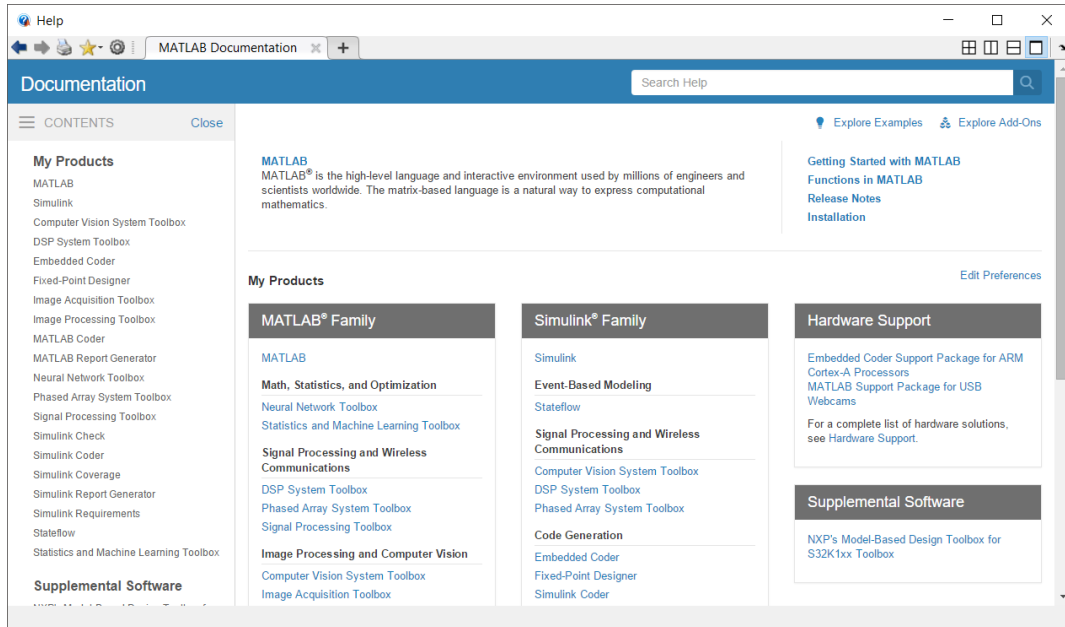 Help
MATLAB Documentation
Documentation
Search Help
CONTENTS
Close
My Products
MATLAB
Simulink
Computer Vision System Toolbox
DSP System Toolbox
Embedded Coder
Fixed-Point Designer
Image Acquisition Toolbox
Image Processing Toolbox
MATLAB Coder
MATLAB Report Generator
Neural Network Toolbox
Phased Array System Toolbox
Signal Processing Toolbox
Simulink Check
Simulink Coder
Simulink Coverage
Simulink Report Generator
Simulink Requirements
Stateflow
Statistics and Machine Learning Toolbox
Supplemental Software
Explore Examples
Explore Add-Ons
MATLAB
MATLAB® is the high-level language and interactive environment used by millions of engineers and
scientists worldwide. The matrix-based language is a natural way to express computational
mathematics.
Getting Started with MATLAB
Functions in MATLAB
Release Notes
Installation
My Products
Edit Preferences
MATLAB® Family
MATLAB
Math, Statistics, and Optimization
Neural Network Toolbox
Statistics and Machine Learning Toolbox
Signal Processing and Wireless
Communications
DSP System Toolbox
Phased Array System Toolbox
Signal Processing Toolbox
Image Processing and Computer Vision
Computer Vision System Toolbox
Image Acquisition Toolbox
Simulink® Family
Simulink
Event-Based Modeling
Stateflow
Signal Processing and Wireless
Communications
Computer Vision System Toolbox
DSP System Toolbox
Phased Array System Toolbox
Code Generation
Embedded Coder
Fixed-Point Designer
Simulink Coder
Hardware Support
Embedded Coder Support Package for ARM
Cortex-A Processors
MATLAB Support Package for USB
Webcams
For a complete list of hardware solutions,
see Hardware Support.
Supplemental Software
NXP's Model-Based Design Toolbox for
S32K1xx Toolbox